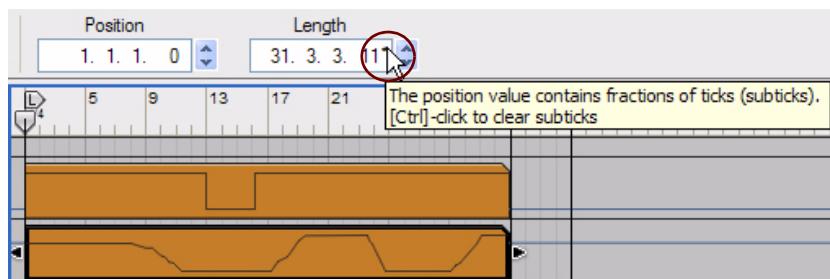 Position Length
1. 1. 1. 0 31. 3. 3. 11*
L 5 9 13 17 21
4
The position value contains fractions of ticks (subticks).
[Ctrl]-click to clear subticks